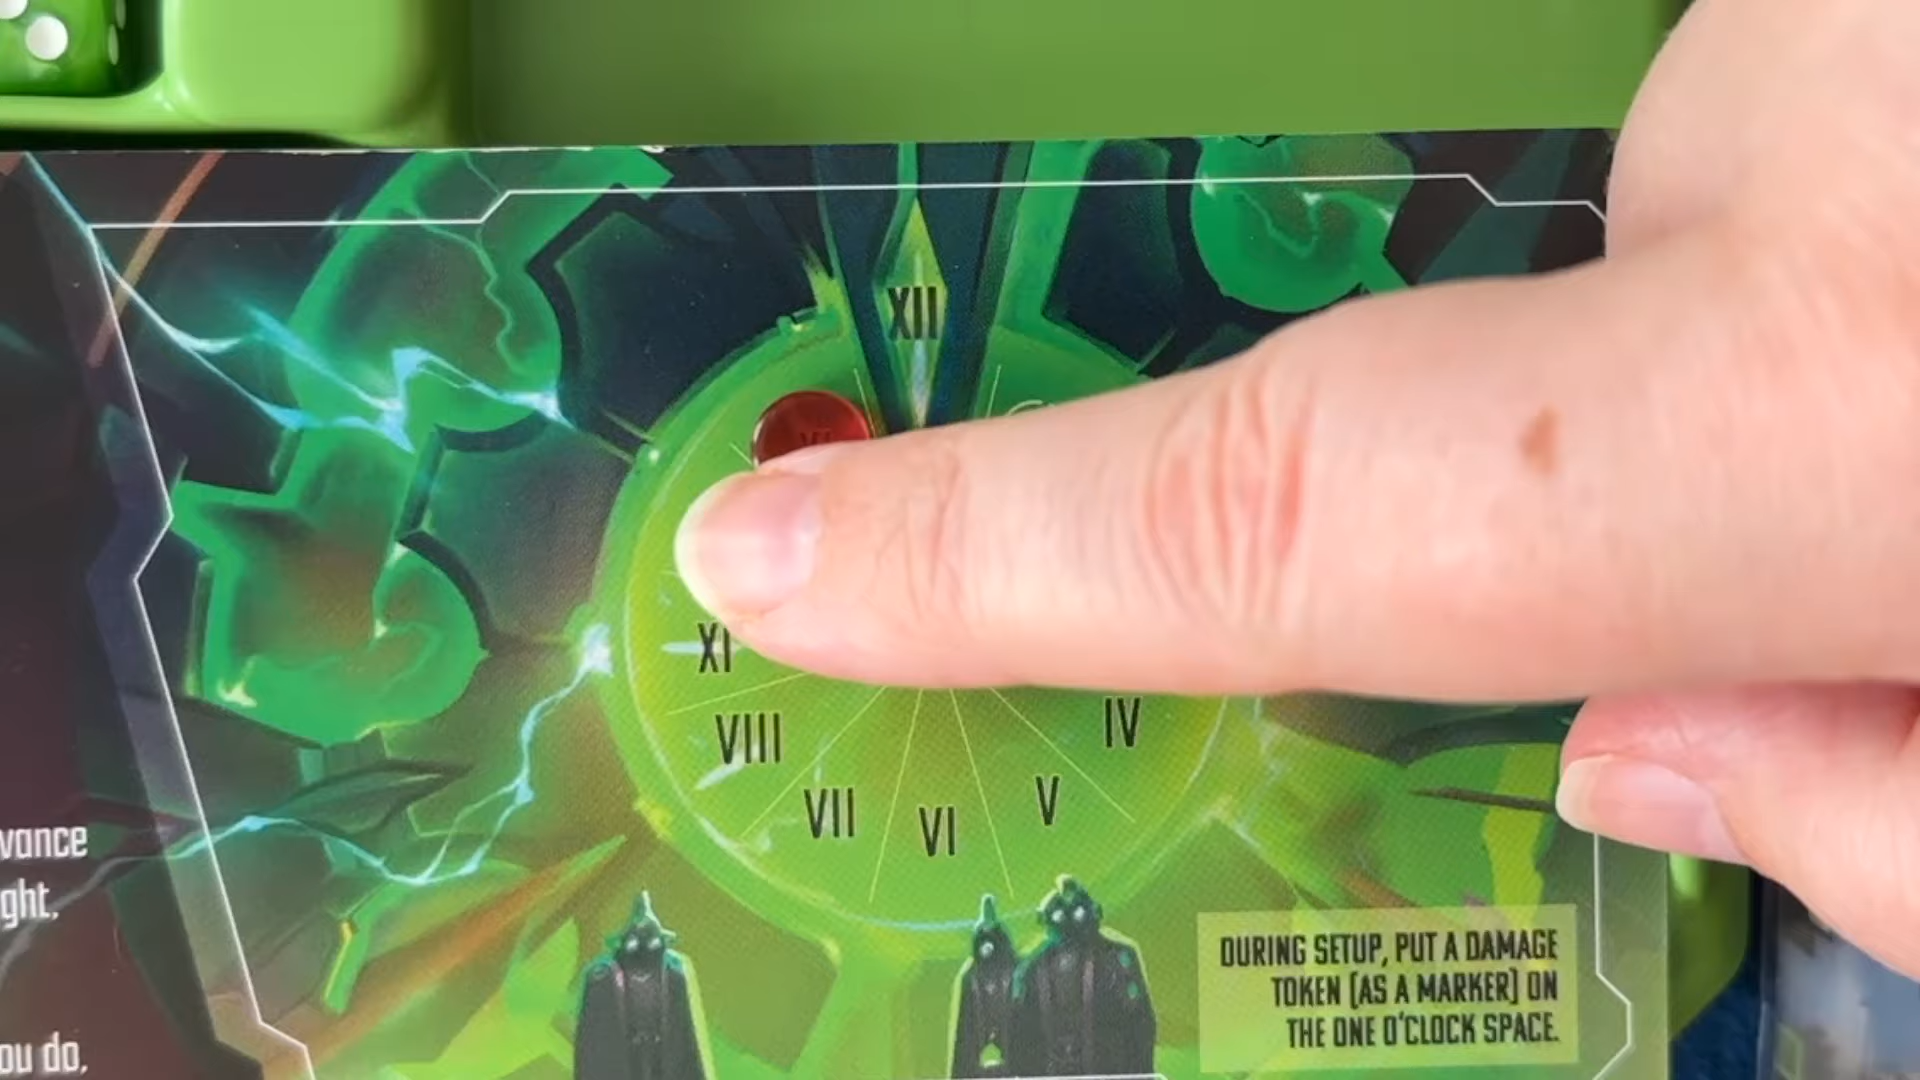 XII
XI
VIII
IV
VII
VI
V
vance
ght,
ou do,
DURING SETUP, PUT A DAMAGE
TOKEN (AS A MARKER) ON
THE ONE O'CLOCK SPACE.